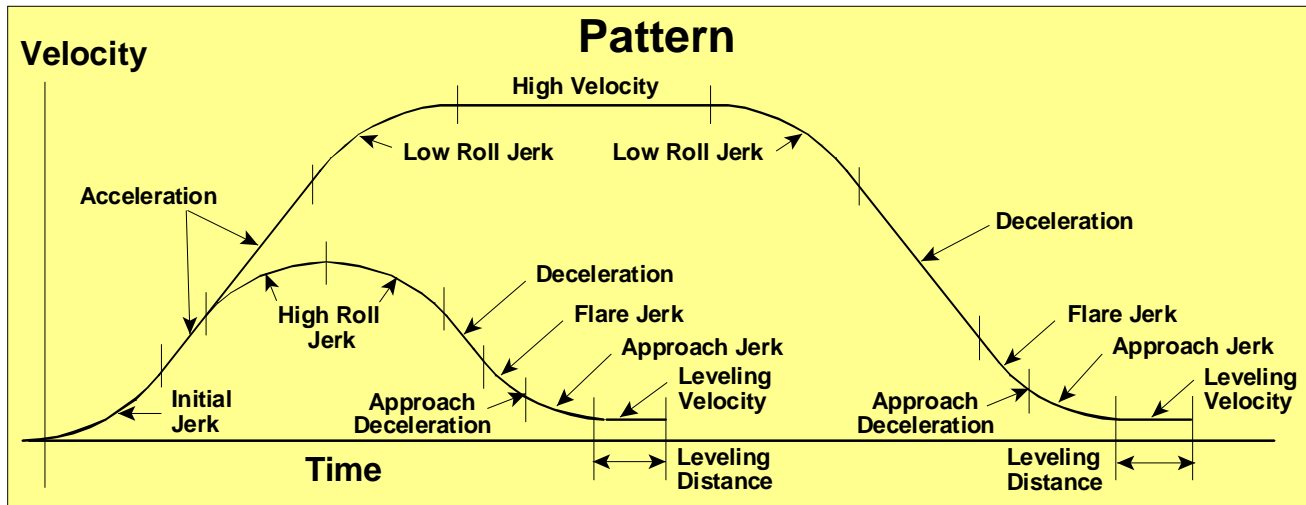 Pattern
Velocity
High Velocity
Low Roll Jerk
Low Roll Jerk
Acceleration
Deceleration
Deceleration
High Roll
Jerk
Flare Jerk
Flare Jerk
Approach Jerk
Approach Jerk
Initial
Jerk
Approach
Deceleration
Leveling
Velocity
Approach
Deceleration
Leveling
Velocity
Time
Leveling
Distance
Leveling
Distance